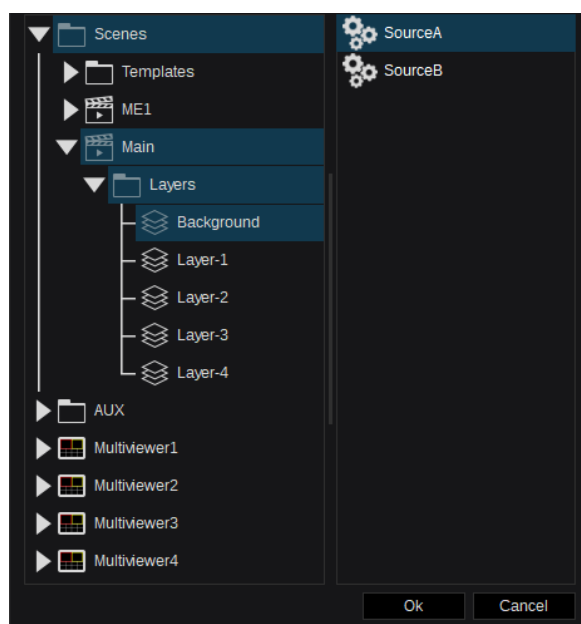 Scenes
Templates
ME1
Main
Layers
Background
Layer-1
Layer-2
Layer-3
Layer-4
AUX
Multiviewer1
Multiviewer2
Multiviewer3
Multiviewer4
SourceA
SourceB
Ok Cancel